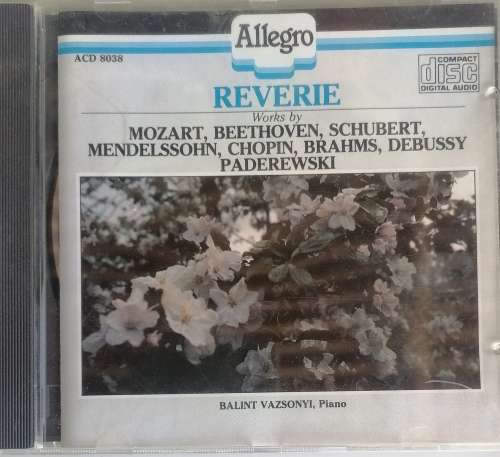 Allegro
ACD 8038
COMPACT
disc
DIGITAL AUDIO
REVERIE
Works by
MOZART, BEETHOVEN, SCHUBERT,
MENDELSSOHN, CHOPIN, BRAHMS, DEBUSSY
PADEREWSKI
BALINT VAZSONYI, Piano